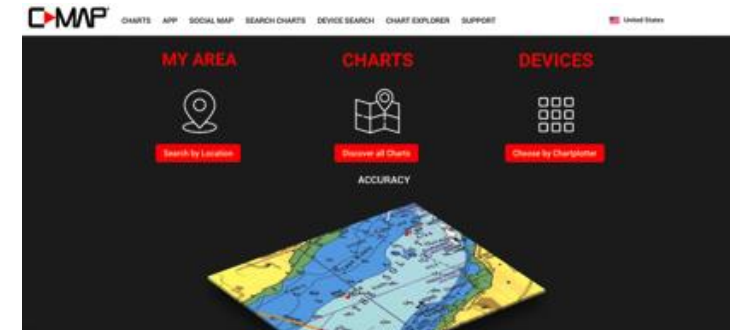 C-MAP CHARTS APP SOCIAL MAP SEARCH CHARTS DEVICE SEARCH CHART EXPLORER SUPPORT United States
MY AREA CHARTS DEVICES
Search by Location Discover all Charts Choose by Chartplotter
ACCURACY